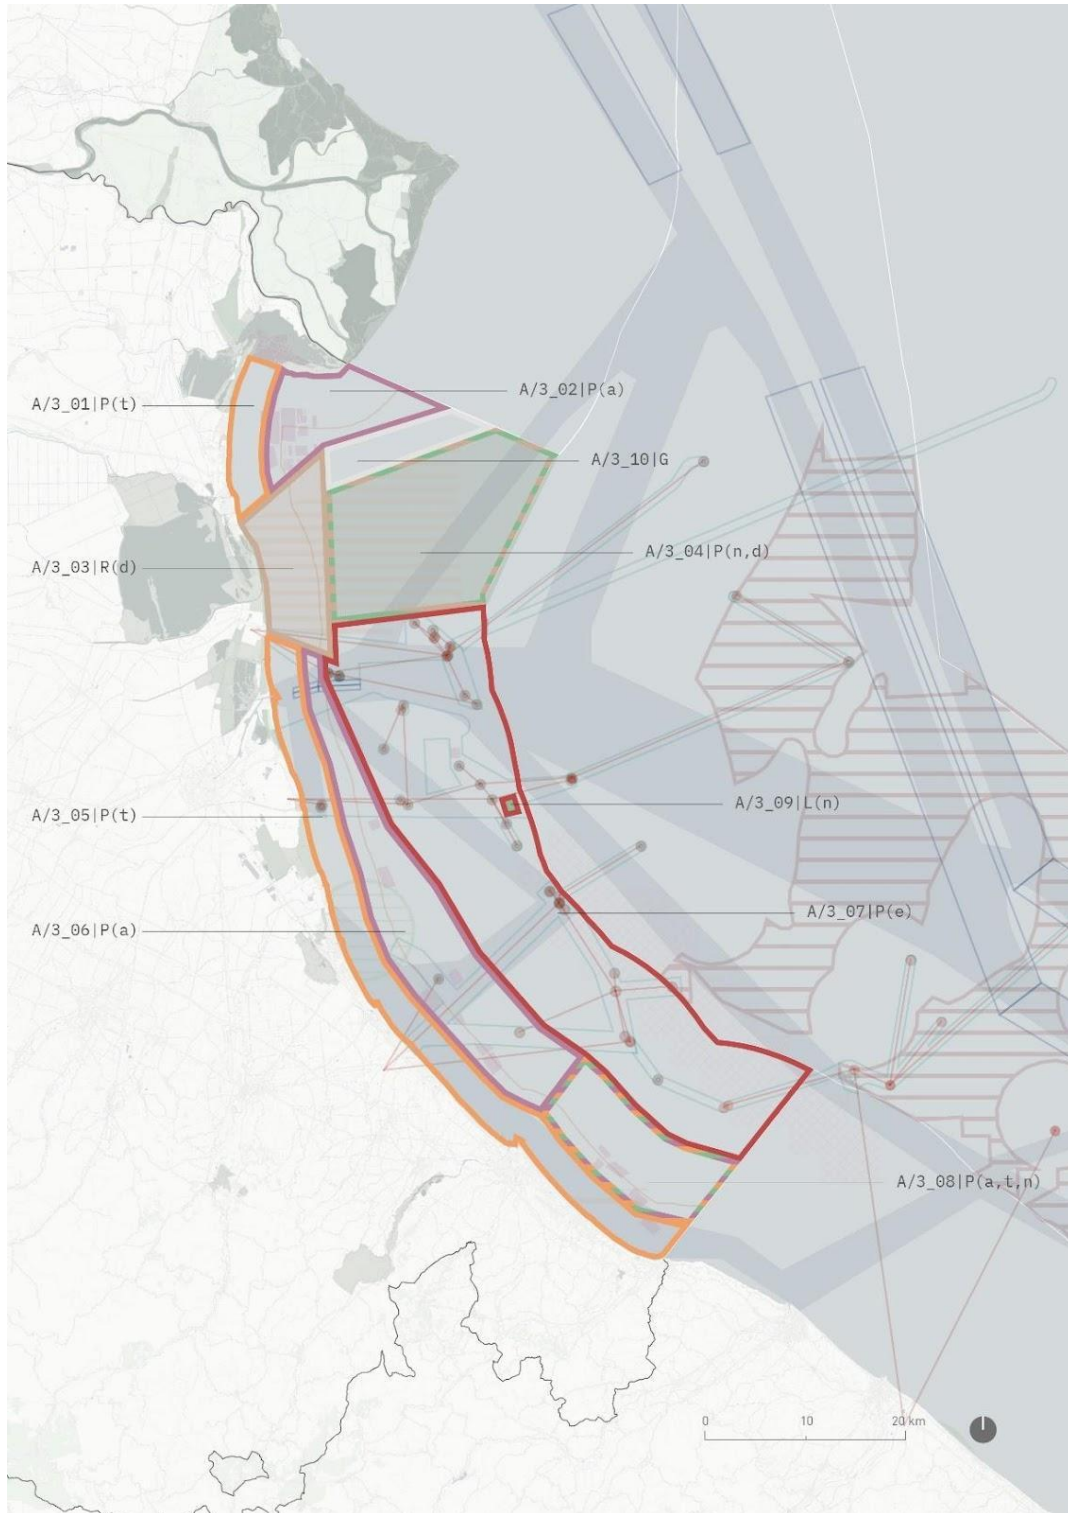 A/3_02|P(a)
A/3_01|P(t)
A/3_10|G
A/3_04|P(n,d)
A/3_03|R(d)
A/3_09|L(n)
A/3_05|P(t)
A/3_07|P(e)
A/3_06|P(a)
A/3_08|P(a,t,n)
0 10 20 km